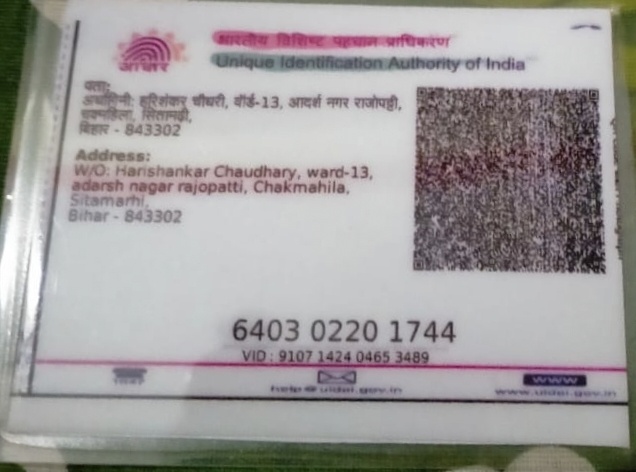 भारतीय विशिष्ट पहचान प्राधिकरण
Unique Identification Authority of India
आधार
पता:
अर्धांगिनी: हरिशंकर चौधरी, वॉर्ड-13, आदर्श नगर राजोपट्टी,
चकमहिला, सितामढ़ी,
बिहार - 843302
Address:
W/O: Harishankar Chaudhary, ward-13,
adarsh nagar rajopatti, Chakmahila,
Sitamarhi,
Bihar - 843302
6403 0220 1744
VID : 9107 1424 0465 3489
1947
help@uidai.gov.in
WWW
www.uidai.gov.in